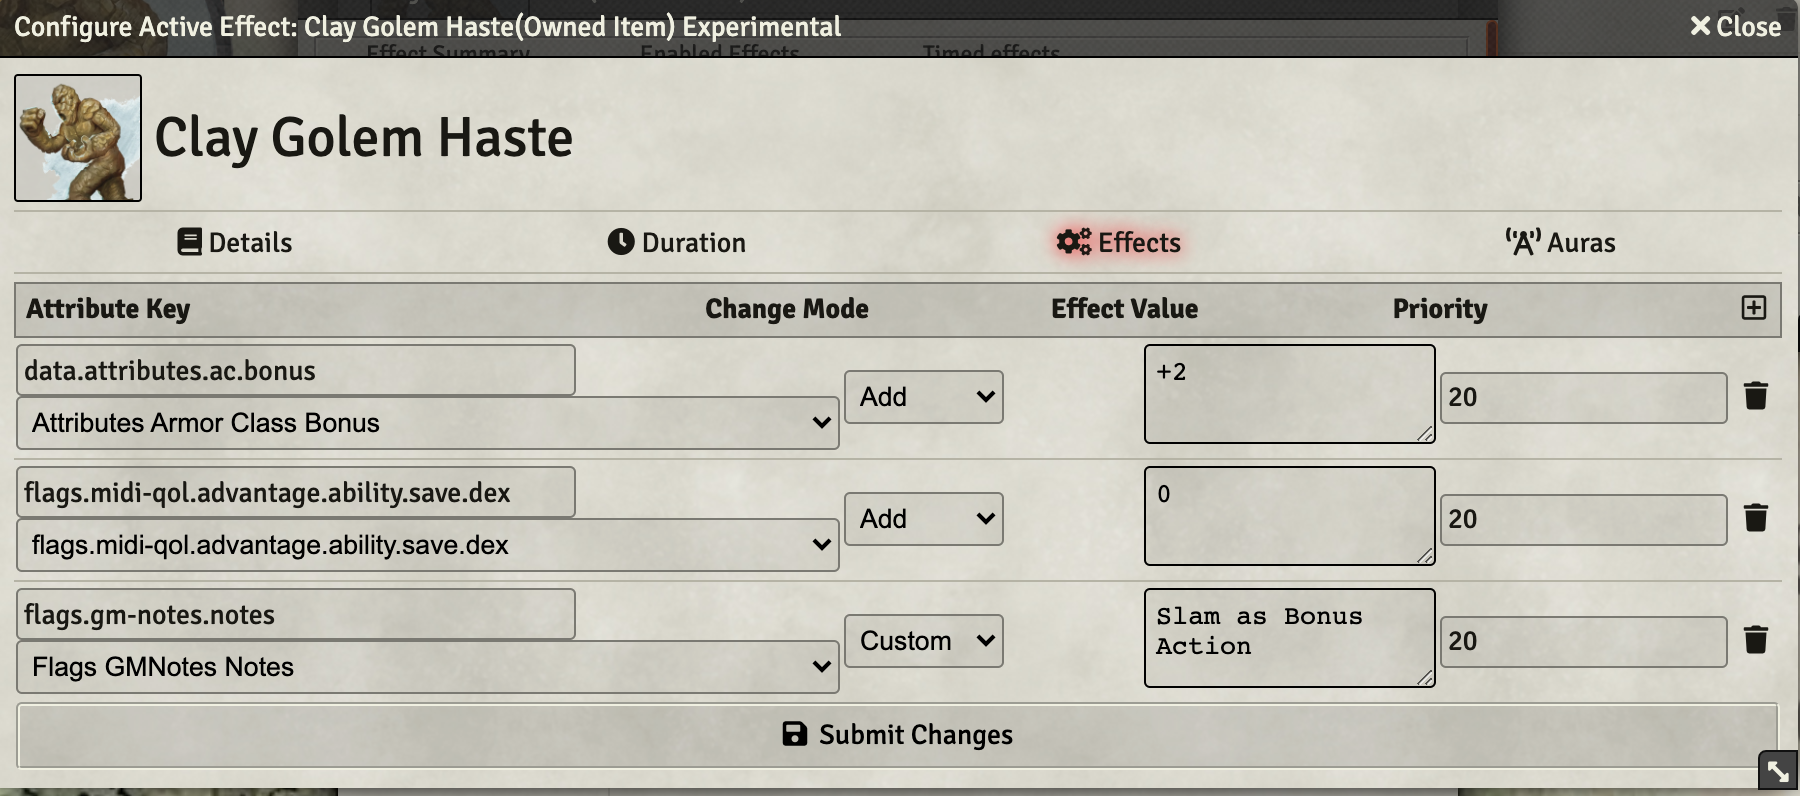 Configure Active Effect: Clay Golem Haste(Owned Item) Experimental
Close
Effect Summary Enabled Effects Timed effects
Clay Golem Haste
Details Duration Effects Auras
Attribute Key Change Mode Effect Value Priority
data.attributes.ac.bonus
Attributes Armor Class Bonus
Add
+2
20
flags.midi-qol.advantage.ability.save.dex
flags.midi-qol.advantage.ability.save.dex
Add
0
20
flags.gm-notes.notes
Flags GMNotes Notes
Custom
Slam as Bonus
Action
20
Submit Changes